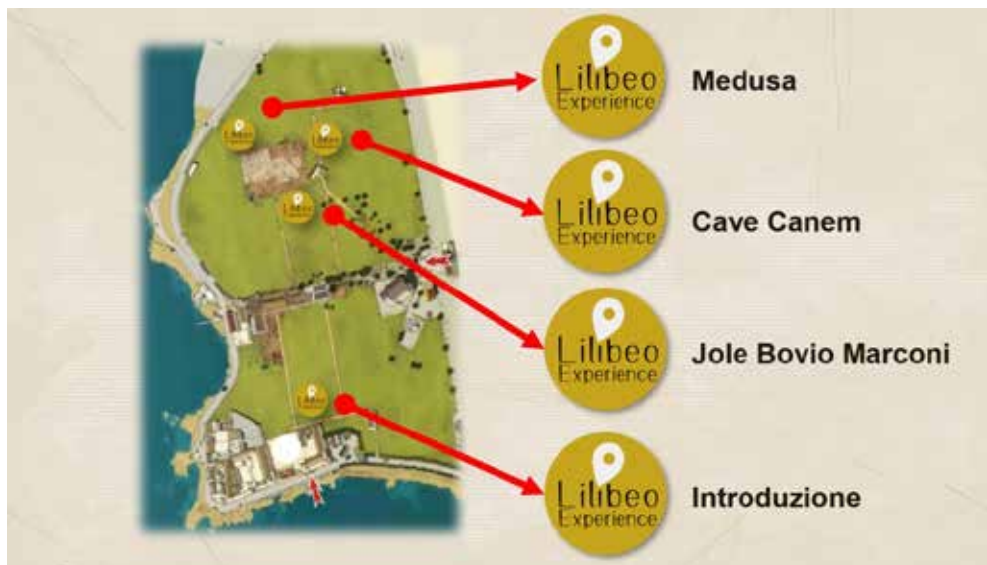 Lilibeo
Experience
Medusa
Lilibeo
Experience
Cave Canem
Lilibeo
Experience
Jole Bovio Marconi
Lilibeo
Experience
Introduzione